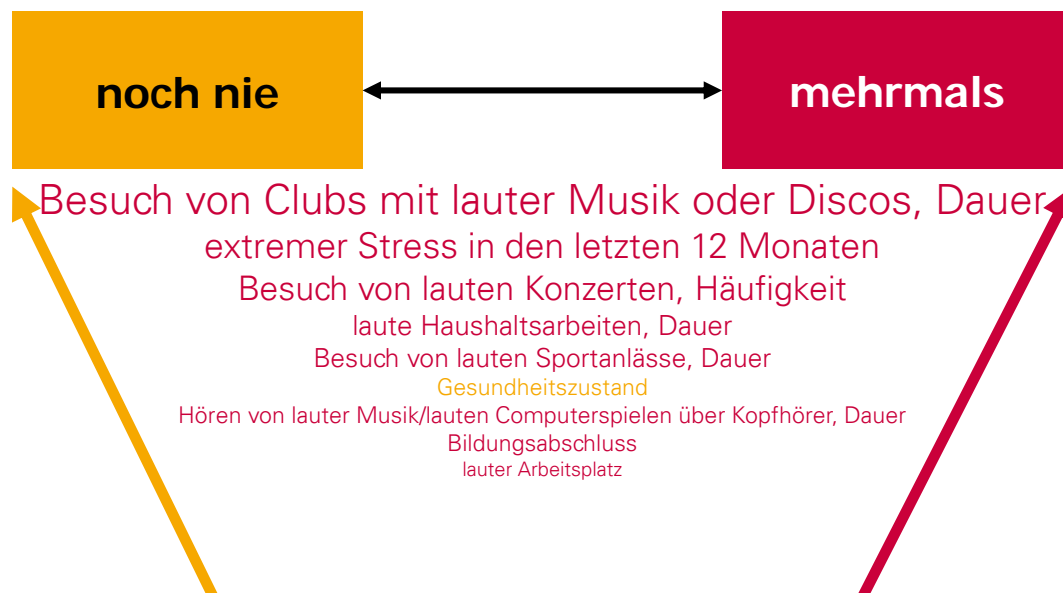 noch nie
mehrmals
Besuch von Clubs mit lauter Musik oder Discos, Dauer
extremer Stress in den letzten 12 Monaten
Besuch von lauten Konzerten, Häufigkeit
laute Haushaltsarbeiten, Dauer
Besuch von lauten Sportanlässe, Dauer
Gesundheitszustand
Hören von lauter Musik/lauten Computerspielen über Kopfhörer, Dauer
Bildungsabschluss
lauter Arbeitsplatz